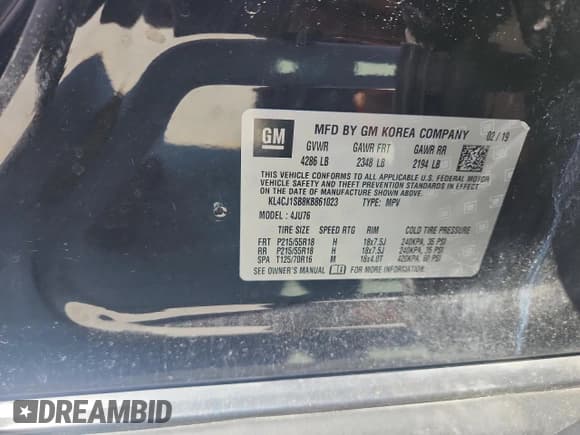 GM
MFD BY GM KOREA COMPANY 02 / 19
GVWR GAWR FRT GAWR RR
4286 LB 2348 LB 2194 LB
THIS VEHICLE CONFORMS TO ALL APPLICABLE U.S. FEDERAL MOTOR
VEHICLE SAFETY AND THEFT PREVENTION STANDARDS IN EFFECT
ON THE DATE OF MANUFACTURE SHOWN ABOVE.
KL4CJ1SB8KB861023 TYPE: MPV
MODEL : 4JU76
TIRE SIZE SPEED RTG RIM COLD TIRE PRESSURE
FRT P215/55R18 H 18x7.5J 240KPA, 35 PSI
RR P215/55R18 H 18x7.5J 240KPA, 35 PSI
SPA T125/70R16 M 16x4.0T 420KPA, 60 PSI
SEE OWNER'S MANUAL FOR MORE INFORMATION.
DREAMBID